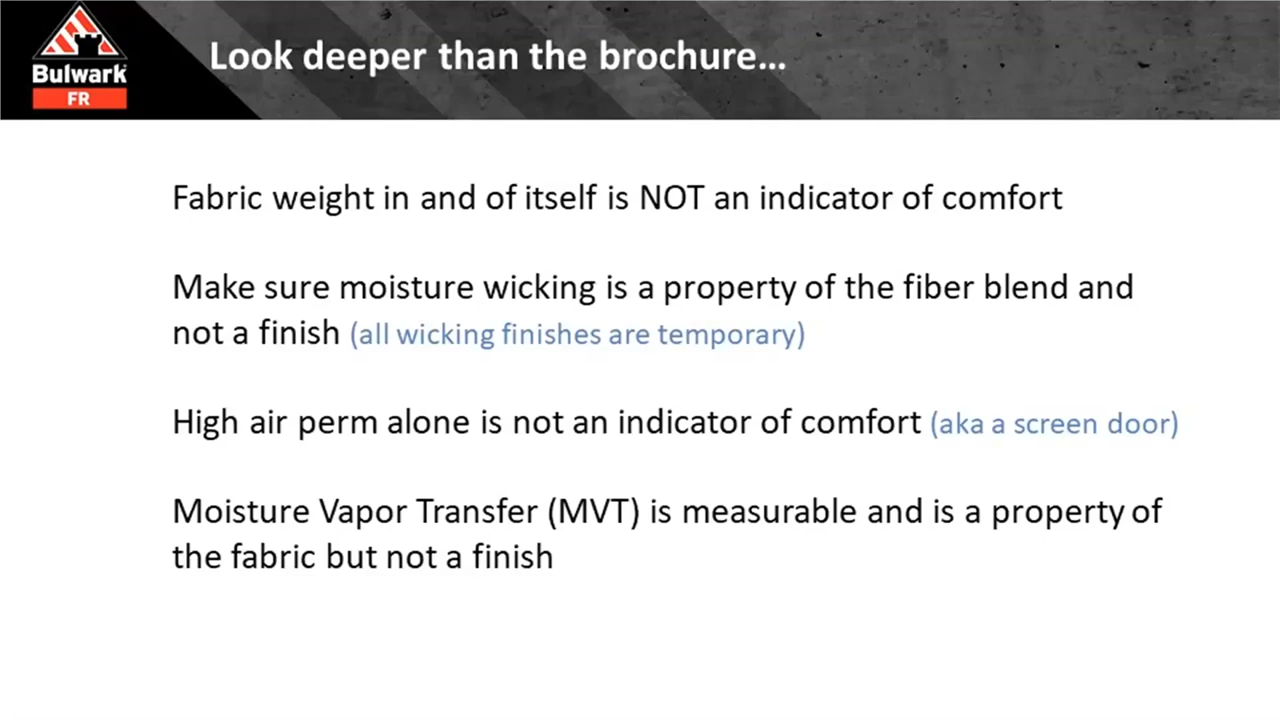 Bulwark
FR
Look deeper than the brochure...
Fabric weight in and of itself is NOT an indicator of comfort
Make sure moisture wicking is a property of the fiber blend and
not a finish (all wicking finishes are temporary)
High air perm alone is not an indicator of comfort (aka a screen door)
Moisture Vapor Transfer (MVT) is measurable and is a property of
the fabric but not a finish